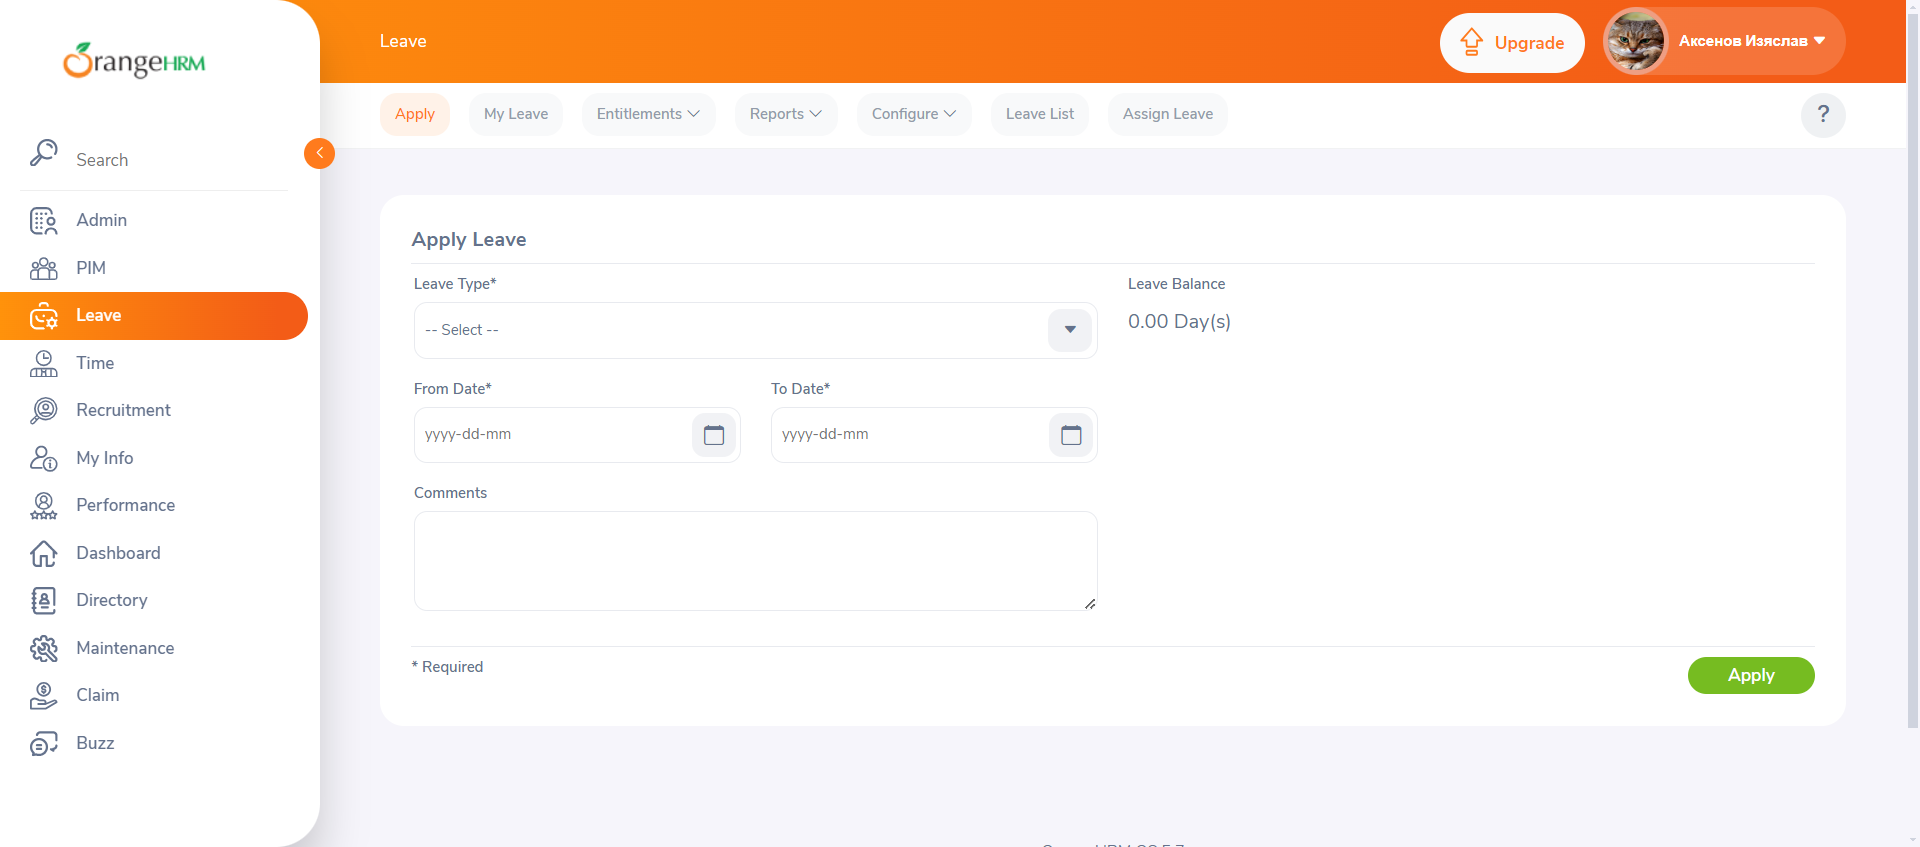 OrangeHRM
Leave
Upgrade
Аксенов Изяслав
Apply
My Leave
Entitlements
Reports
Configure
Leave List
Assign Leave
?
Search
Admin
PIM
Leave
Time
Recruitment
My Info
Performance
Dashboard
Directory
Maintenance
Claim
Buzz
Apply Leave
Leave Type*
Leave Balance
-- Select --
0.00 Day(s)
From Date*
To Date*
yyyy-dd-mm
yyyy-dd-mm
Comments
* Required
Apply